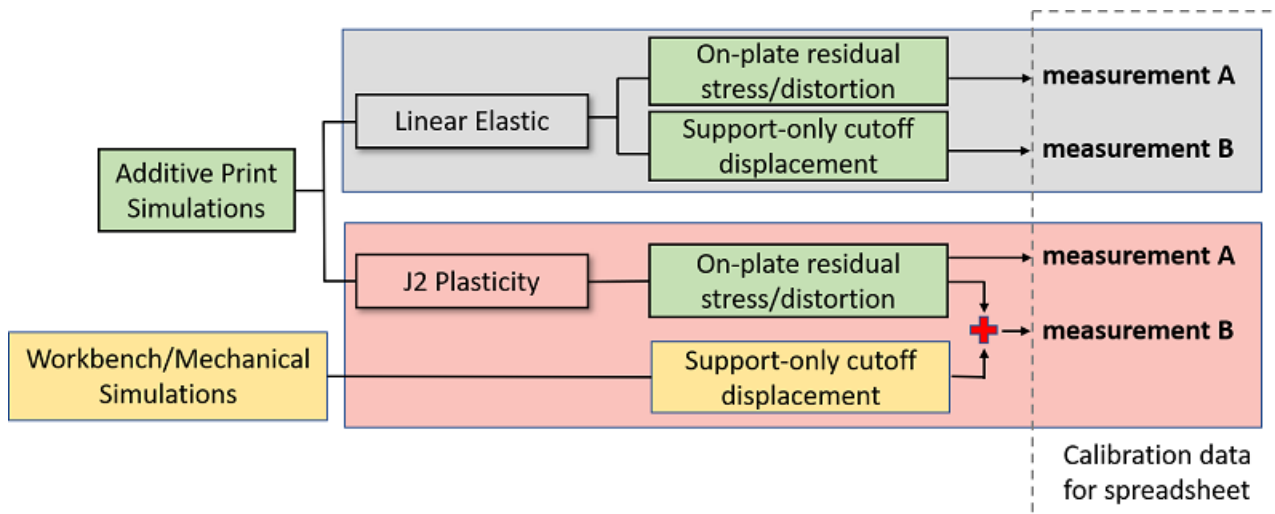 On-plate residual
stress/distortion
measurement A
Linear Elastic
Support-only cutoff
displacement
measurement B
Additive Print
Simulations
On-plate residual
stress/distortion
measurement A
J2 Plasticity
measurement B
Workbench/Mechanical
Simulations
Support-only cutoff
displacement
Calibration data
for spreadsheet